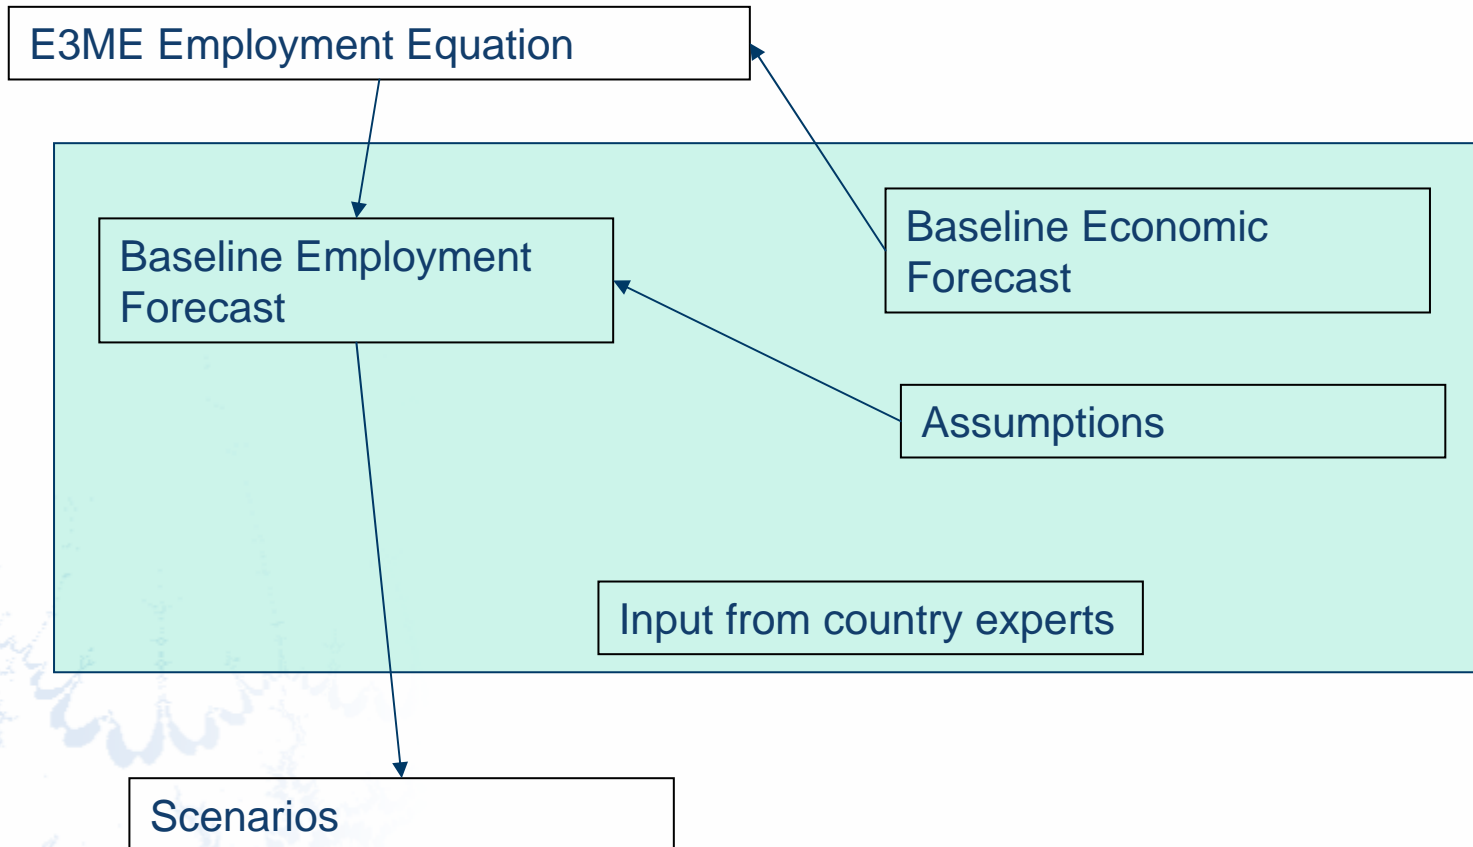 E3ME Employment Equation
Baseline Employment
Forecast
Baseline Economic
Forecast
Assumptions
Input from country experts
Scenarios